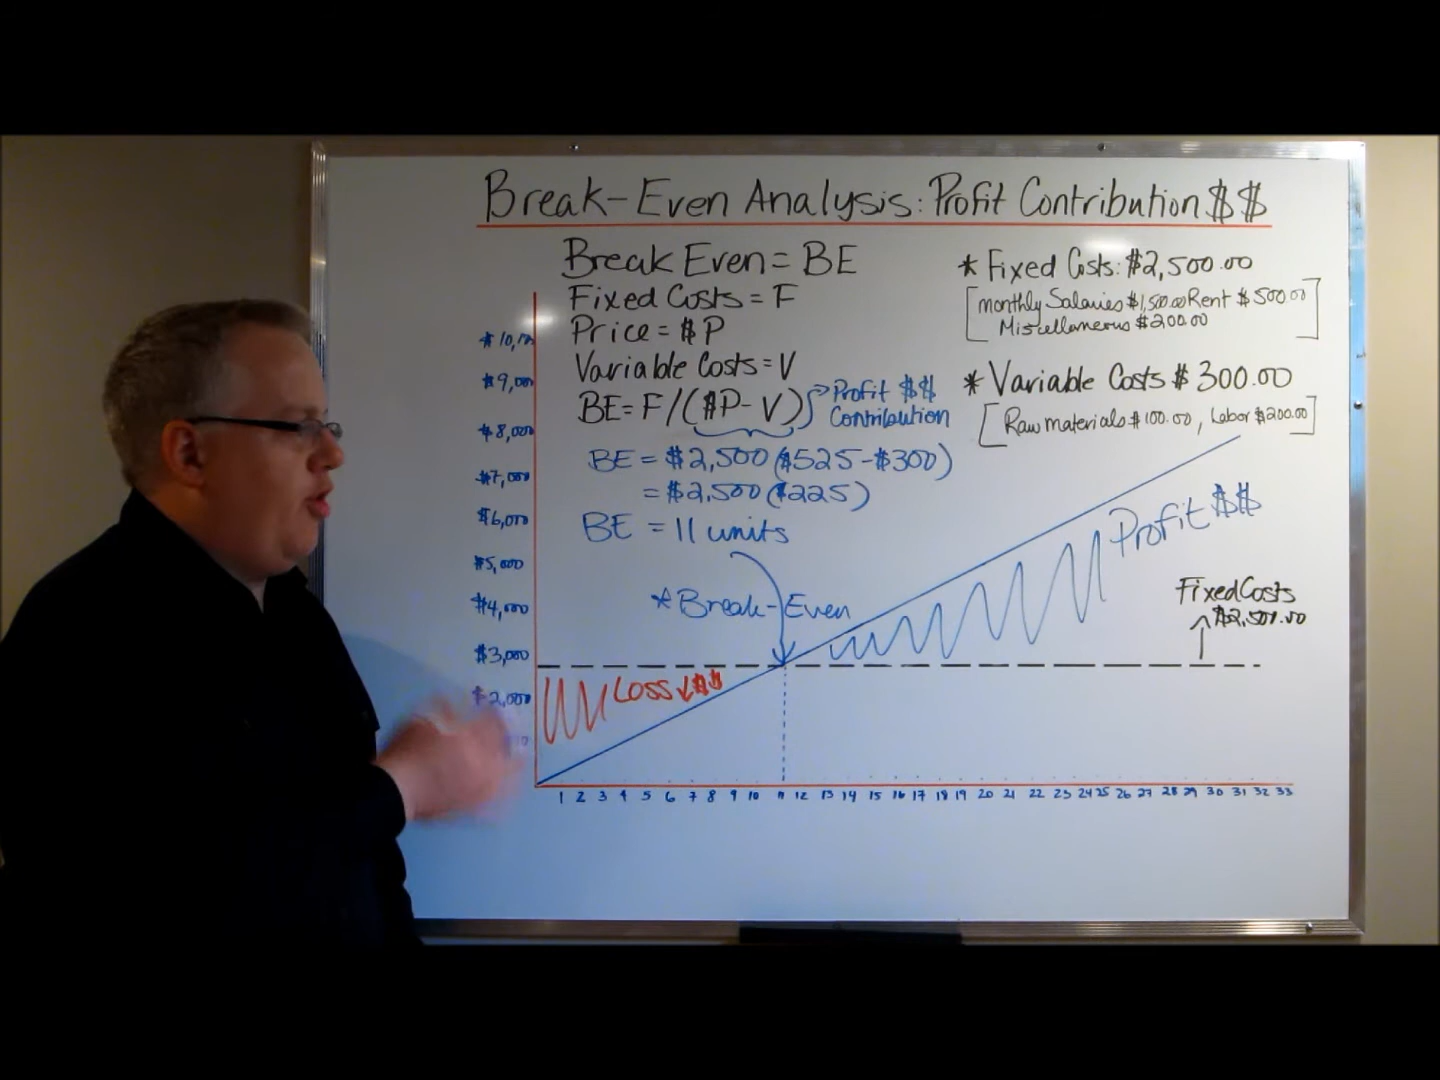 Break-Even Analysis: Profit Contribution $$
Break Even = BE
Fixed Costs = F
Price = $P
Variable Costs = V
BE = F/($P-V)
Profit $$
Contribution
BE = $2,500($525-$300)
= $2,500($225)
BE = 11 units
* Fixed Costs: $2,500.00
[monthly Salaries $1,500.00 Rent $500.00
Miscellaneous $200.00]
* Variable Costs $300.00
[Raw materials $100.00, Labor $200.00]
$9,000
$8,000
$7,000
$6,000
$5,000
$4,000
$3,000
$2,000
*Break-Even
Profit $$
Fixed Costs
Loss $$
1 2 3 4 5 6 7 8 9 10 11 12 13 14 15 16 17 18 19 20 21 22 23 24 25 26 27 28 29 30 31 32 33